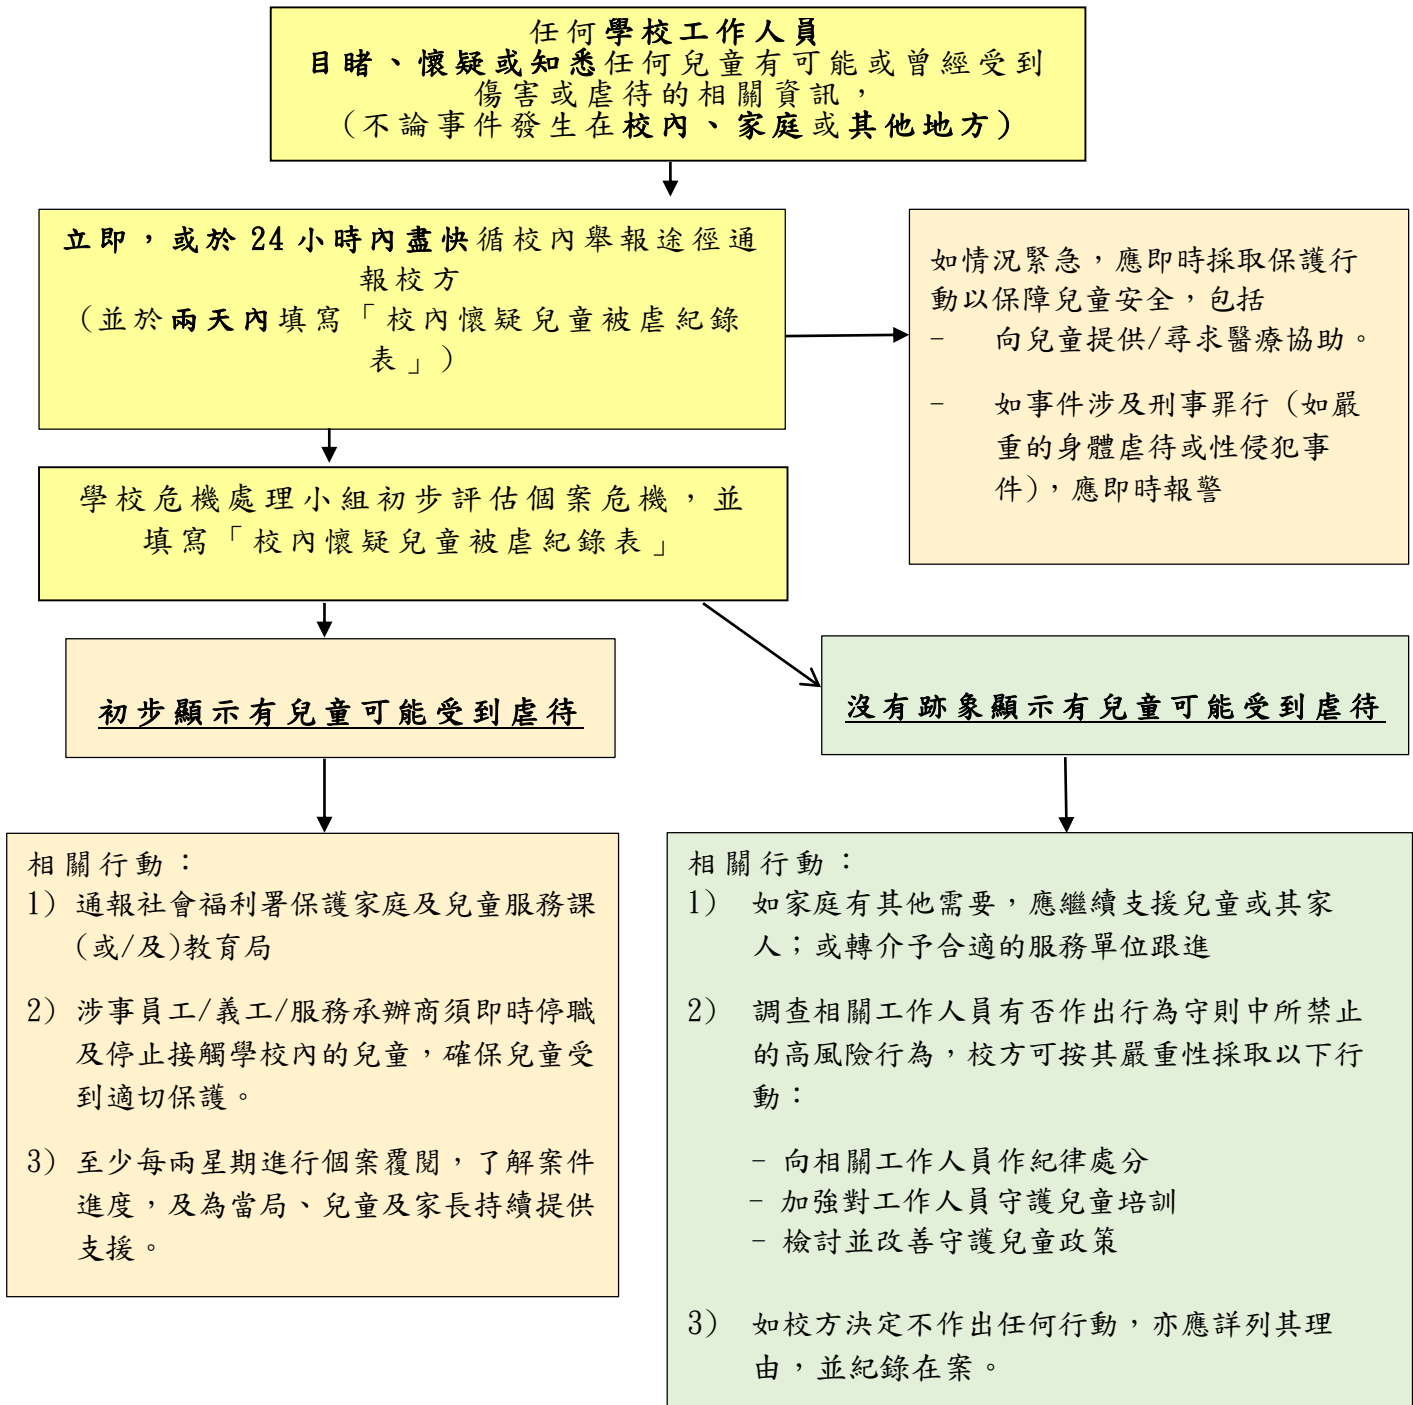 任何學校工作人員
目睹、懷疑或知悉任何兒童有可能或曾經受到
傷害或虐待的相關資訊，
（不論事件發生在校內、家庭或其他地方）
立即，或於 24 小時內盡快循校內舉報途徑通
報校方
（並於兩天內填寫「校內懷疑兒童被虐紀錄
表」）
如情況緊急，應即時採取保護行
動以保障兒童安全，包括
- 向兒童提供/尋求醫療協助。
- 如事件涉及刑事罪行（如嚴
重的身體虐待或性侵犯事
件），應即時報警
學校危機處理小組初步評估個案危機，並
填寫「校內懷疑兒童被虐紀錄表」
初步顯示有兒童可能受到虐待
沒有跡象顯示有兒童可能受到虐待
相關行動：
1) 通報社會福利署保護家庭及兒童服務課
(或/及)教育局
2) 涉事員工/義工/服務承辦商須即時停職
及停止接觸學校內的兒童，確保兒童受
到適切保護。
3) 至少每兩星期進行個案覆閱，了解案件
進度，及為當局、兒童及家長持續提供
支援。
相關行動：
1) 如家庭有其他需要，應繼續支援兒童或其家
人；或轉介予合適的服務單位跟進
2) 調查相關工作人員有否作出行為守則中所禁止
的高風險行為，校方可按其嚴重性採取以下行
動：
- 向相關工作人員作紀律處分
- 加強對工作人員守護兒童培訓
- 檢討並改善守護兒童政策
3) 如校方決定不作出任何行動，亦應詳列其理
由，並紀錄在案。